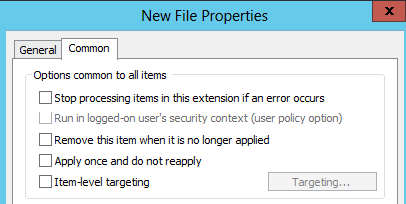 New File Properties
x
General
Common
Options common to all items
Stop processing items in this extension if an error occurs
Run in logged-on user's security context (user policy option)
Remove this item when it is no longer applied
Apply once and do not reapply
Item-level targeting
Targeting...